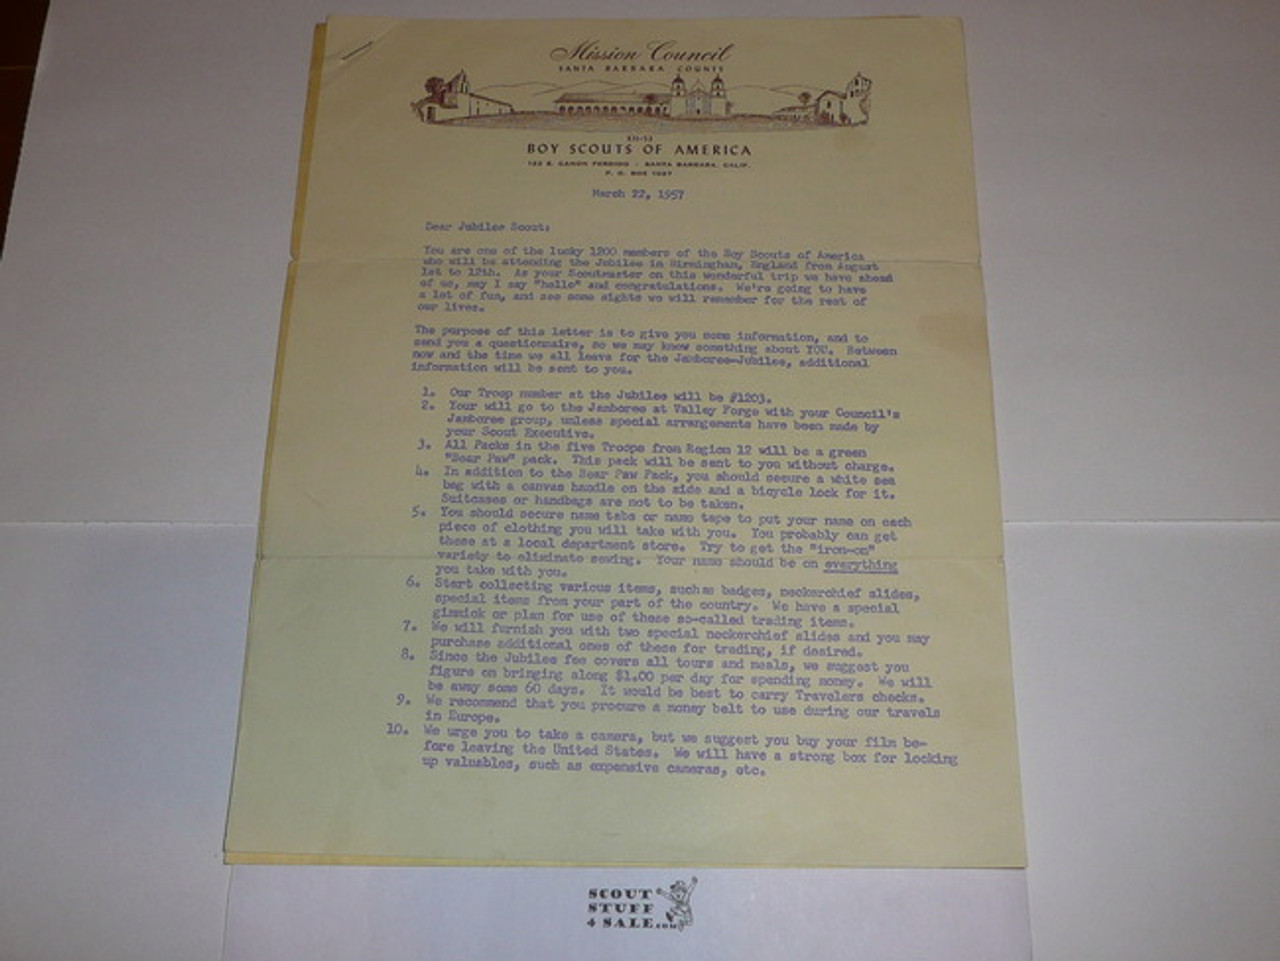 Mission Council
SANTA BARBARA COUNTY
XII-53
BOY SCOUTS OF AMERICA
122 E. CANON PERDIDO - SANTA BARBARA, CALIF.
P. O. BOX
March 22, 1957
Dear Jubilee Scout:
You are one of the lucky 1200 members of the Boy Scouts of America
who will be attending the Jubilee in Birmingham, England from August
1st to 12th. As your Scoutmaster on this wonderful trip we have ahead
of us, may I say "hello" and congratulations. We're going to have
a lot of fun, and see some sights we will remember for the rest of
our lives.
The purpose of this letter is to give you some information, and to
send you a questionnaire, so we may know something about YOU. Between
now and the time we all leave for the Jamboree-Jubilee, additional
information will be sent to you.
1. Our Troop number at the Jubilee will be #1203.
2. Your will go to the Jamboree at Valley Forge with your Council's
Jamboree group, unless special arrangements have been made by
your Scout Executive.
3. All Packs in the five Troops from Region 12 will be a green
"Bear Paw" pack. This pack will be sent to you without charge.
4. In addition to the Bear Paw Pack, you should secure a white sea
bag with a canvas handle on the side and a bicycle lock for it.
Suitcases or handbags are not to be taken.
5. You should secure name tabs or name tape to put your name on each
piece of clothing you will take with you. You probably can get
these at a local department store. Try to get the "iron-on"
variety to eliminate sewing. Your name should be on everything
you take with you.
6. Start collecting various items, suchas badges, neckerchief slides,
special items from your part of the country. We have a special
gimmick or plan for use of these so-called trading items.
7. We will furnish you with two special neckerchief slides and you may
purchase additional ones of these for trading, if desired.
8. Since the Jubilee fee covers all tours and meals, we suggest you
figure on bringing along $1.00 per day for spending money. We will
be away some 60 days. It would be best to carry Travelers checks.
9. We recommend that you procure a money belt to use during our travels
in Europe.
10. We urge you to take a camera, but we suggest you buy your film be-
fore leaving the United States. We will have a strong box for locking
up valuables, such as expensive cameras, etc.
SCOUT
STUFF
4 SALE.com